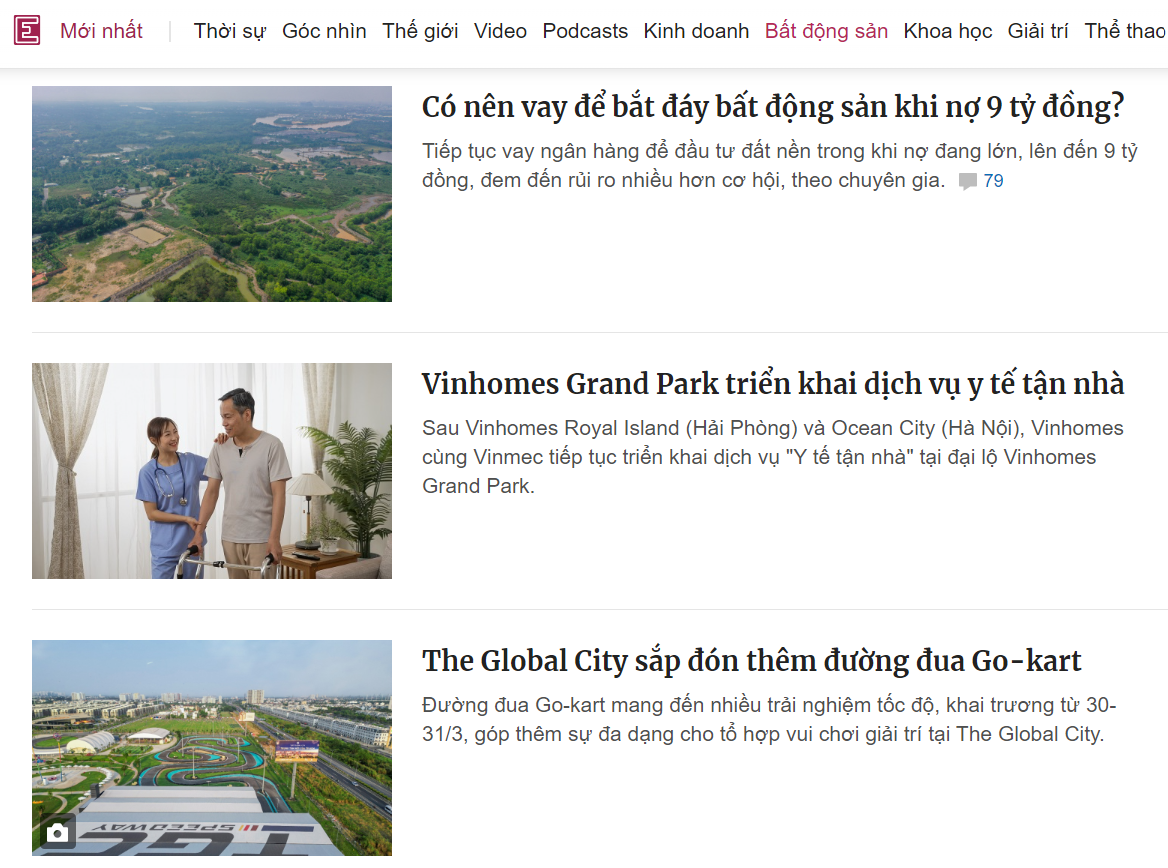 E Mới nhất Thời sự Góc nhìn Thế giới Video Podcasts Kinh doanh Bất động sản Khoa học Giải trí Thể thao
Có nên vay để bắt đáy bất động sản khi nợ 9 tỷ đồng?
Tiếp tục vay ngân hàng để đầu tư đất nền trong khi nợ đang lớn, lên đến 9 tỷ
đồng, đem đến rủi ro nhiều hơn cơ hội, theo chuyên gia. 79
Vinhomes Grand Park triển khai dịch vụ y tế tận nhà
Sau Vinhomes Royal Island (Hải Phòng) và Ocean City (Hà Nội), Vinhomes
cùng Vinmec tiếp tục triển khai dịch vụ "Y tế tận nhà" tại đại lộ Vinhomes
Grand Park.
The Global City sắp đón thêm đường đua Go-kart
Đường đua Go-kart mang đến nhiều trải nghiệm tốc độ, khai trương từ 30-
31/3, góp thêm sự đa dạng cho tổ hợp vui chơi giải trí tại The Global City.
TGC SPEEDWAY